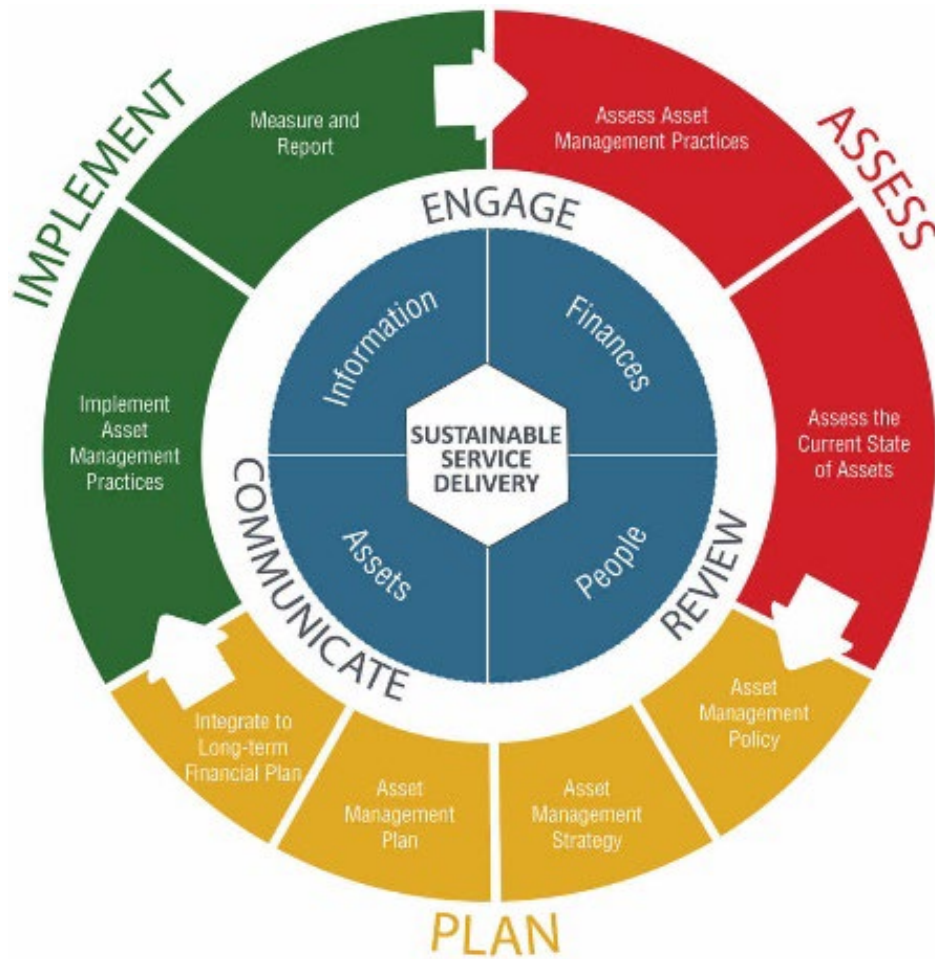 IMPLEMENT
Measure and
Report
Assess Asset
Management Practices
ASSESS
ENGAGE
Information
Finances
Implement
Asset
Management
Practices
SUSTAINABLE
SERVICE
DELIVERY
Assess the
Current State
of Assets
COMMUNICATE
Assets
People
REVIEW
Integrate to
Long-term
Financial Plan
Asset
Management
Plan
Asset
Management
Strategy
Asset
Management
Policy
PLAN